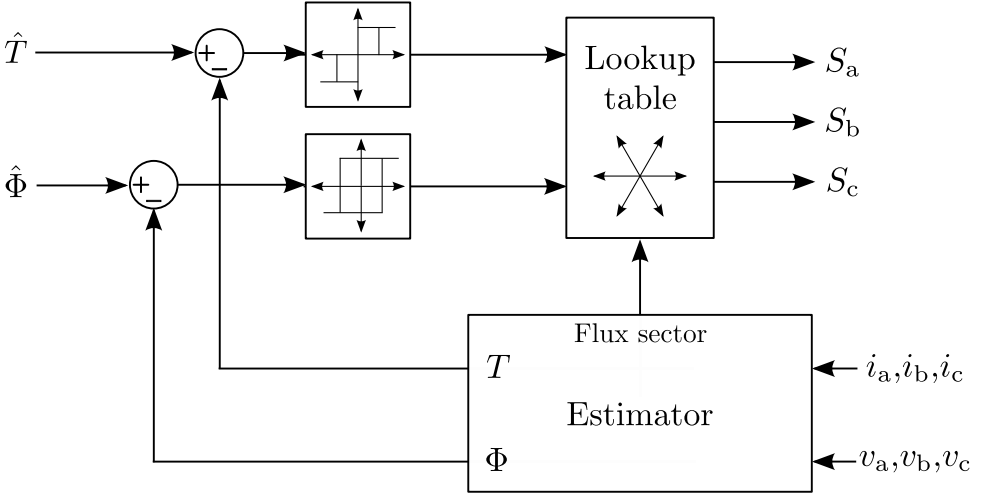 T̂
+
−
Lookup
table
Sa
Sb
Φ̂
+
−
Sc
Flux sector
T
ia,ib,ic
Estimator
Φ
va,vb,vc